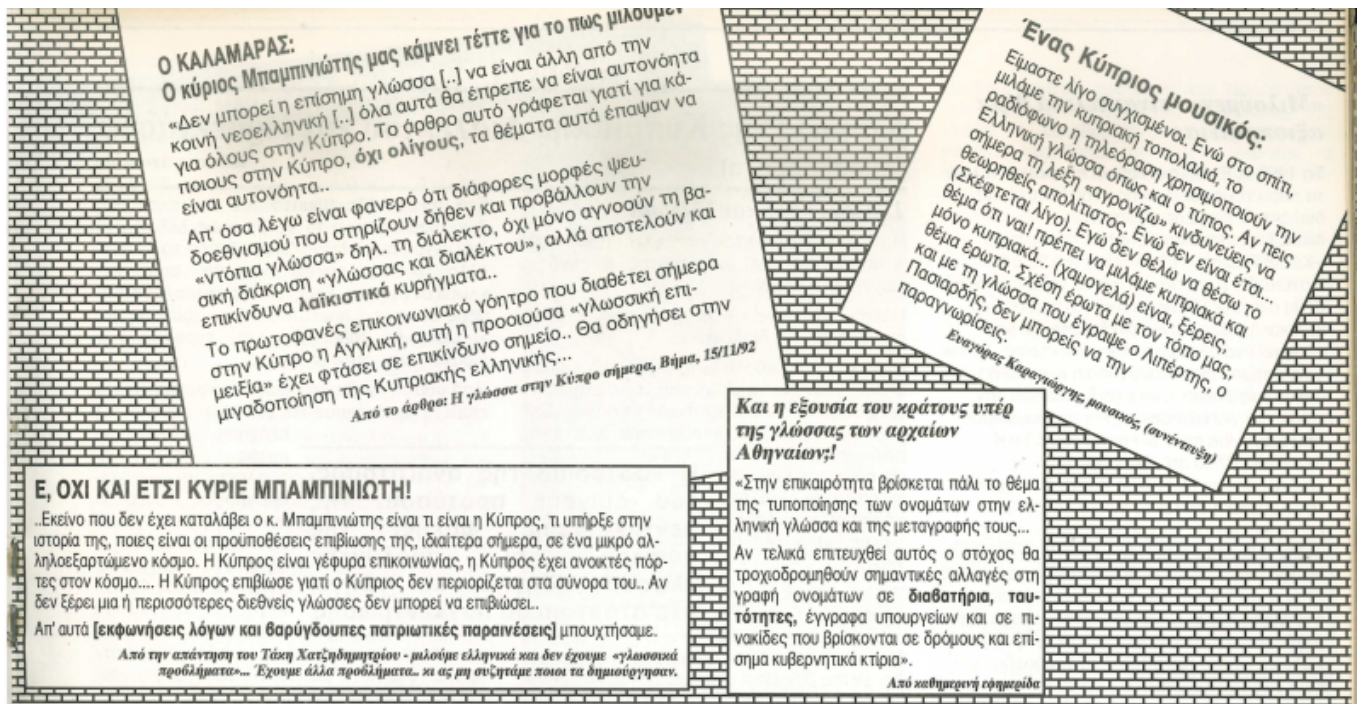 Ο ΚΑΛΑΜΑΡΑΣ:
Ο κύριος Μπαμπινιώτης μας κάμνει τέττε για το πως μιλούμεν
«Δεν μπορεί η επίσημη γλώσσα [..] να είναι άλλη από την
κοινή νεοελληνική [..] όλα αυτά θα έπρεπε να είναι αυτονόητα
για όλους στην Κύπρο. Το άρθρο αυτό γράφεται γιατί για κά-
ποιους στην Κύπρο, όχι ολίγους, τα θέματα αυτά έπαψαν να
είναι αυτονόητα..
Απ' όσα λέγω είναι φανερό ότι διάφορες μορφές ψευ-
δοεθνισμού που στηρίζουν δήθεν και προβάλλουν την
«ντόπια γλώσσα» δηλ. τη διάλεκτο, όχι μόνο αγνοούν τη βα-
σική διάκριση «γλώσσας και διαλέκτου», αλλά αποτελούν και
επικίνδυνα λαϊκιστικά κυρήγματα..
Το πρωτοφανές επικοινωνιακό γόητρο που διαθέτει σήμερα
στην Κύπρο η Αγγλική, αυτή η προοιούσα «γλωσσική επι-
μειξία» έχει φτάσει σε επικίνδυνο σημείο.. Θα οδηγήσει στην
μιγαδοποίηση της Κυπριακής ελληνικής...
Από το άρθρο: Η γλώσσα στην Κύπρο σήμερα, Βήμα, 15/11/92
Ένας Κύπριος μουσικός:
Είμαστε λίγο συγχισμένοι. Ενώ στο σπίτι,
μιλάμε την κυπριακή τοπολαλιά, το
ραδιόφωνο η τηλεόραση χρησιμοποιούν την
Ελληνική γλώσσα όπως και ο τύπος. Αν πεις
σήμερα τη λέξη «αγρονίζω» κινδυνεύεις να
θεωρηθείς απολίτιστος. Ενώ δεν είναι έτσι...
(Σκέφτεται λίγο). Εγώ δεν θέλω να θέσω το
θέμα ότι ναι! πρέπει να μιλάμε κυπριακά και
μόνο κυπριακά... (χαμογελά) είναι, ξέρεις,
θέμα έρωτα. Σχέση έρωτα με τον τόπο μας,
και με τη γλώσσα που έγραψε ο Λιπέρτης, ο
Πασιαρδής, δεν μπορείς να την
παραγνωρίσεις.
Ευαγόρας Καραγιώργης μουσικός (συνέντευξη)
Ε, ΟΧΙ ΚΑΙ ΕΤΣΙ ΚΥΡΙΕ ΜΠΑΜΠΙΝΙΩΤΗ!
..Εκείνο που δεν έχει καταλάβει ο κ. Μπαμπινιώτης είναι τι είναι η Κύπρος, τι υπήρξε στην
ιστορία της, ποιες είναι οι προϋποθέσεις επιβίωσης της, ιδιαίτερα σήμερα, σε ένα μικρό αλ-
ληλοεξαρτώμενο κόσμο. Η Κύπρος είναι γέφυρα επικοινωνίας, η Κύπρος έχει ανοικτές πόρ-
τες στον κόσμο.... Η Κύπρος επιβίωσε γιατί ο Κύπριος δεν περιορίζεται στα σύνορα του.. Αν
δεν ξέρει μια ή περισσότερες διεθνείς γλώσσες δεν μπορεί να επιβιώσει..
Απ' αυτά [εκφωνήσεις λόγων και βαρύγδουπες πατριωτικές παραινέσεις] μπουχτήσαμε.
Από την απάντηση του Τάκη Χατζηδημητρίου - μιλούμε ελληνικά και δεν έχουμε «γλωσσικά
προβλήματα»... Έχουμε άλλα προβλήματα.. κι ας μη συζητάμε ποιοι τα δημιούργησαν.
Και η εξουσία του κράτους υπέρ
της γλώσσας των αρχαίων
Αθηναίων;!
«Στην επικαιρότητα βρίσκεται πάλι το θέμα
της τυποποίησης των ονομάτων στην ελ-
ληνική γλώσσα και της μεταγραφής τους...
Αν τελικά επιτευχθεί αυτός ο στόχος θα
τροχιοδρομηθούν σημαντικές αλλαγές στη
γραφή ονομάτων σε διαβατήρια, ταυ-
τότητες, έγγραφα υπουργείων και σε πι-
νακίδες που βρίσκονται σε δρόμους και επί-
σημα κυβερνητικά κτίρια».
Από καθημερινή εφημερίδα